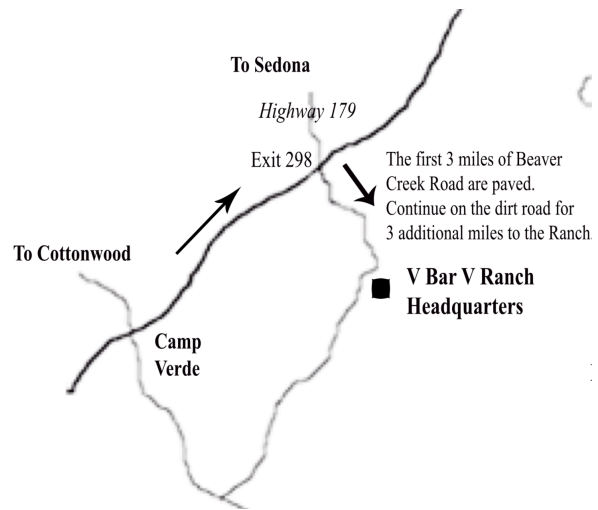 To Sedona
Highway 179
Exit 298
The first 3 miles of Beaver
Creek Road are paved.
Continue on the dirt road for
3 additional miles to the Ranch.
To Cottonwood
V Bar V Ranch
Headquarters
Camp
Verde